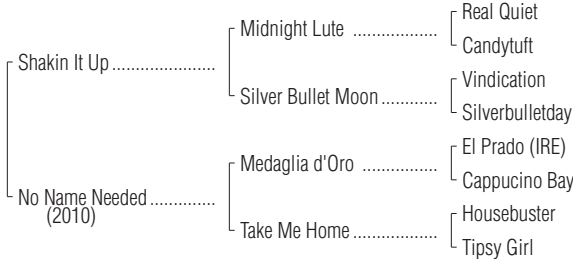 Real Quiet
Midnight Lute ..................
Candytuft
Shakin It Up ......................
Vindication
Silver Bullet Moon ............
Silverbulletday
El Prado (IRE)
Medaglia d'Oro ................
Cappucino Bay
No Name Needed ..............
(2010)
Housebuster
Take Me Home ..................
Tipsy Girl